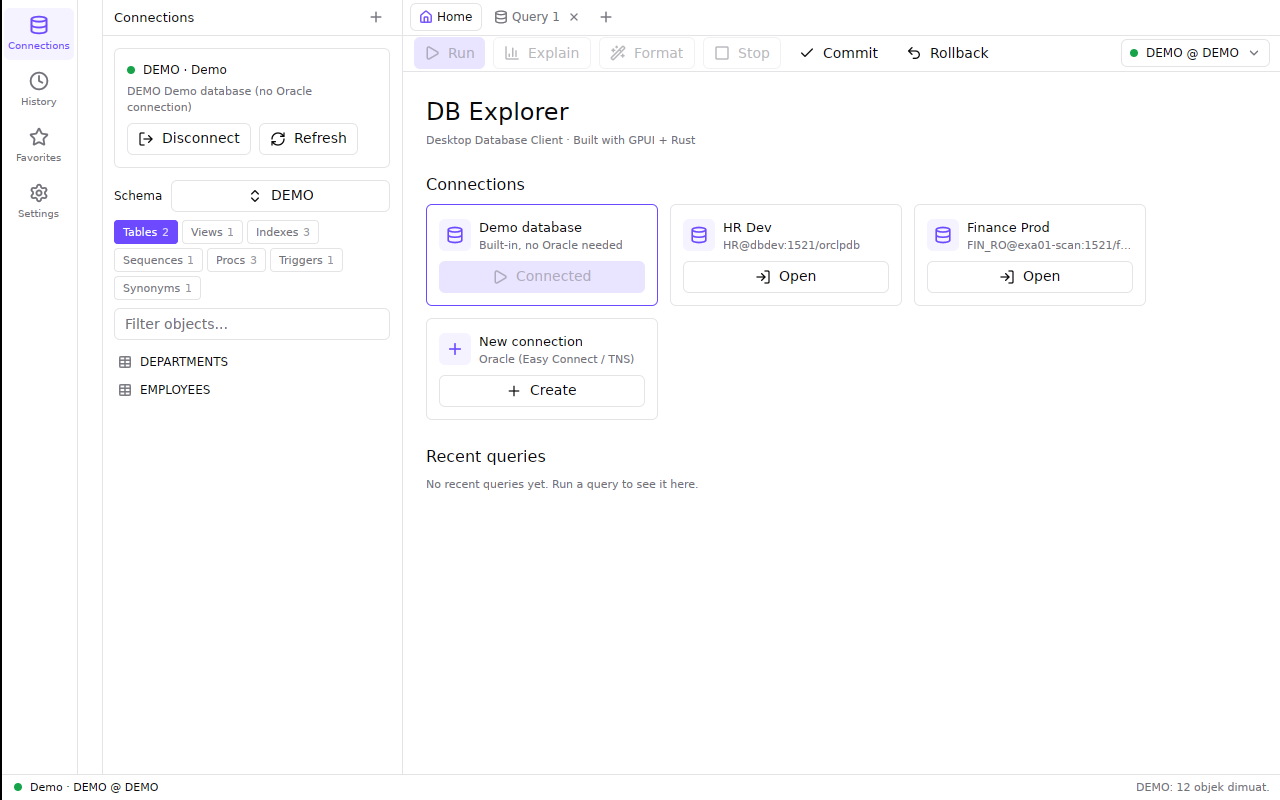 Connections
History
Favorites
Settings
Connections
DEMO · Demo
DEMO Demo database (no Oracle
connection)
Disconnect
Refresh
Schema
DEMO
Tables 2
Views 1
Indexes 3
Sequences 1
Procs 3
Triggers 1
Synonyms 1
Filter objects...
DEPARTMENTS
EMPLOYEES
Home
Query 1
Run
Explain
Format
Stop
Commit
Rollback
DEMO @ DEMO
DB Explorer
Desktop Database Client · Built with GPUI + Rust
Connections
Demo database
Built-in, no Oracle needed
Connected
HR Dev
HR@dbdev:1521/orclpdb
Open
Finance Prod
FIN_RO@exa01-scan:1521/f...
Open
New connection
Oracle (Easy Connect / TNS)
Create
Recent queries
No recent queries yet. Run a query to see it here.
Demo · DEMO @ DEMO
DEMO: 12 objek dimuat.